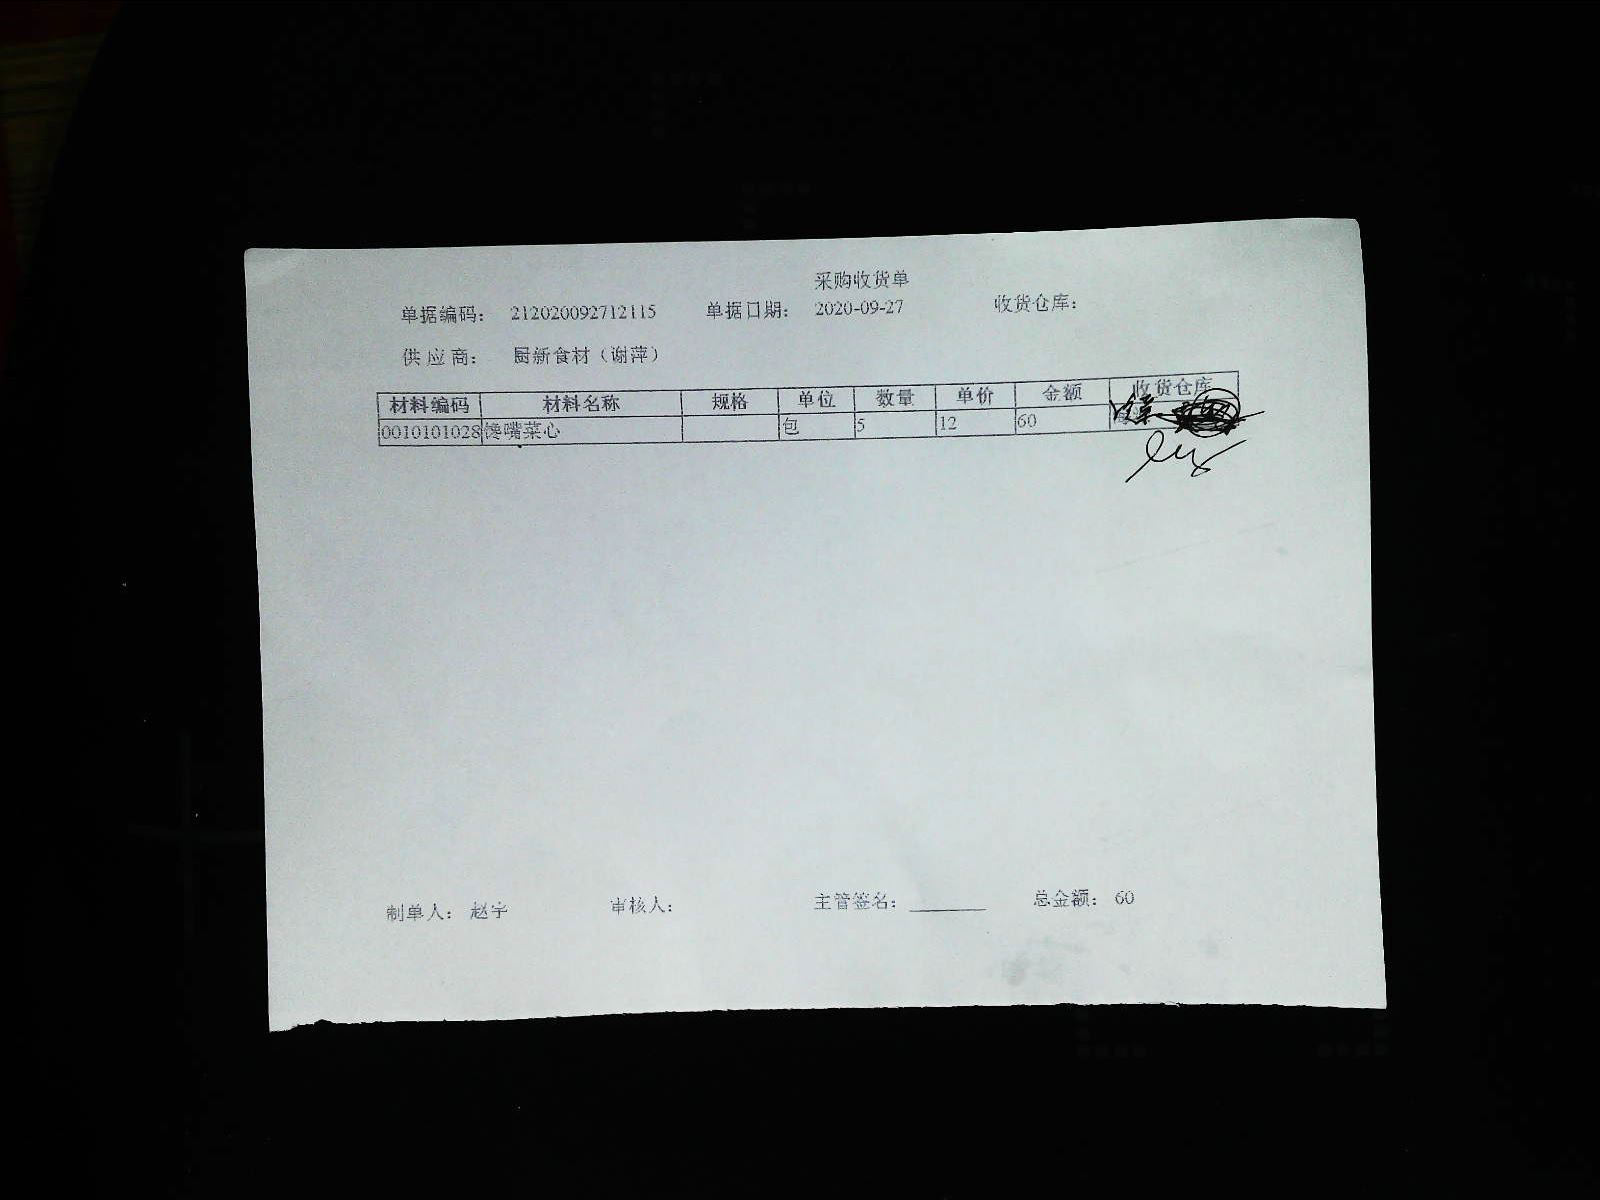 采购收货单
单据编码: 212020092712115 单据日期: 2020-09-27 收货仓库:
供应商: 厨新食材（谢萍）
材料编码 材料名称 规格 单位 数量 单价 金额 收货仓库
0010101028 馋嘴菜心 包 5 12 60
制单人: 赵宇 审核人: 主管签名: 总金额: 60